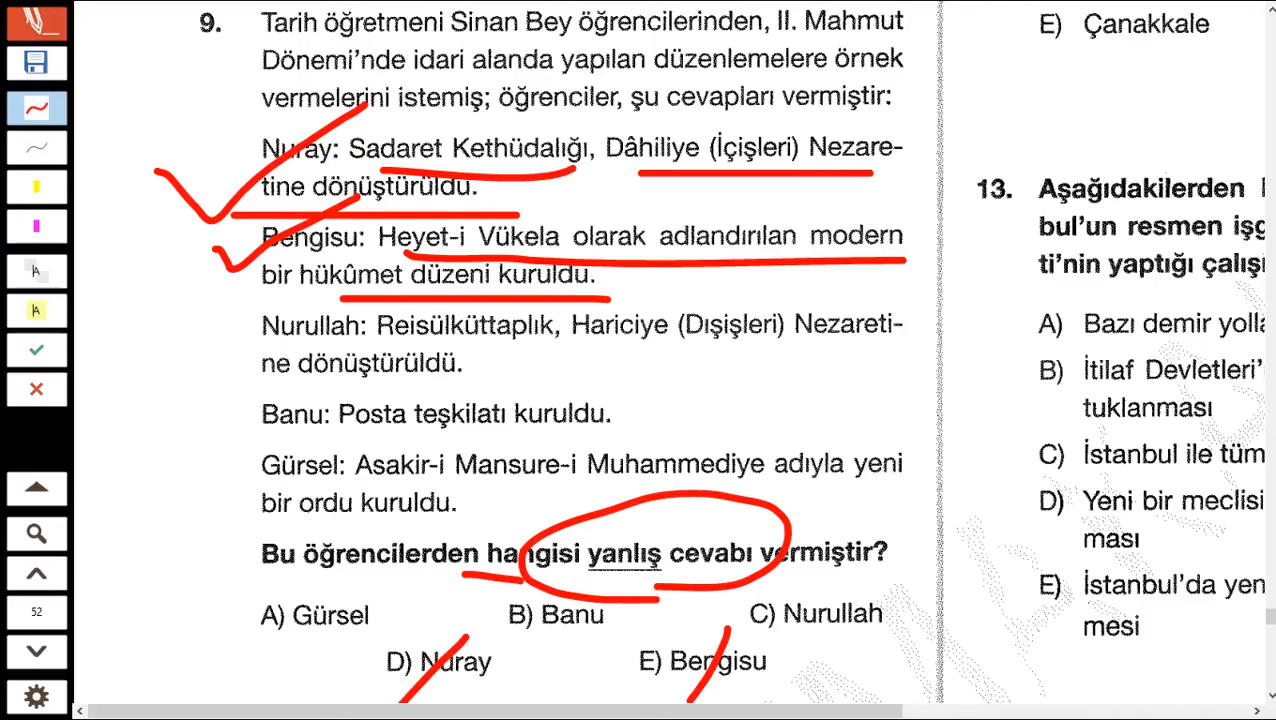 9. Tarih öğretmeni Sinan Bey öğrencilerinden, II. Mahmut
Dönemi'nde idari alanda yapılan düzenlemelere örnek
vermelerini istemiş; öğrenciler, şu cevapları vermiştir:
Nuray: Sadaret Kethüdalığı, Dâhiliye (İçişleri) Nezare-
tine dönüştürüldu.
Bengisu: Heyet-i Vükela olarak adlandırılan modern
bir hükûmet düzeni kuruldu.
Nurullah: Reisülküttaplık, Hariciye (Dışişleri) Nezareti-
ne dönüştürüldü.
Banu: Posta teşkilatı kuruldu.
Gürsel: Asakir-i Mansure-i Muhammediye adıyla yeni
bir ordu kuruldu.
Bu öğrencilerden hangisi yanlış cevabı vermiştir?
A) Gürsel B) Banu C) Nurullah
D) Nuray E) Bengisu
E) Çanakkale
13. Aşağıdakilerden
bul'un resmen işg
ti'nin yaptığı çalışı
A) Bazı demir yolla
B) İtilaf Devletleri'
tuklanması
C) İstanbul ile tüm
D) Yeni bir meclisi
ması
E) İstanbul'da yen
mesi
52